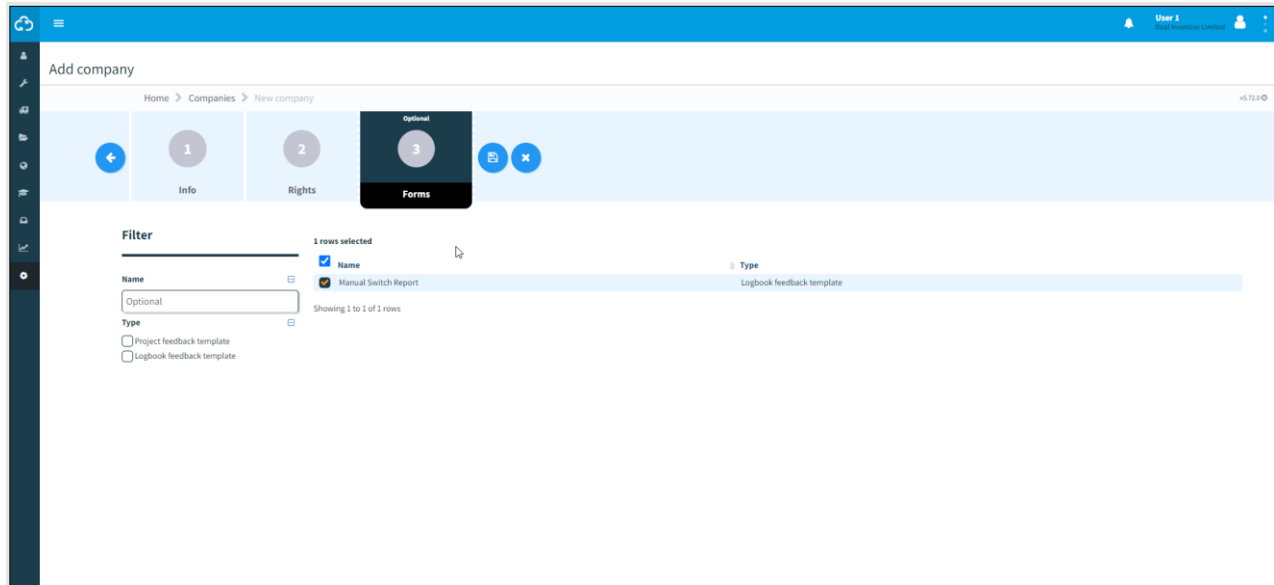 User 1
Dual Inventive Limited
Add company
Home > Companies > New company
v5.72.0
Optional
1
2
3
Info
Rights
Forms
Filter
1 rows selected
Name
Type
Name
Manual Switch Report
Logbook feedback template
Optional
Showing 1 to 1 of 1 rows
Type
Project feedback template
Logbook feedback template